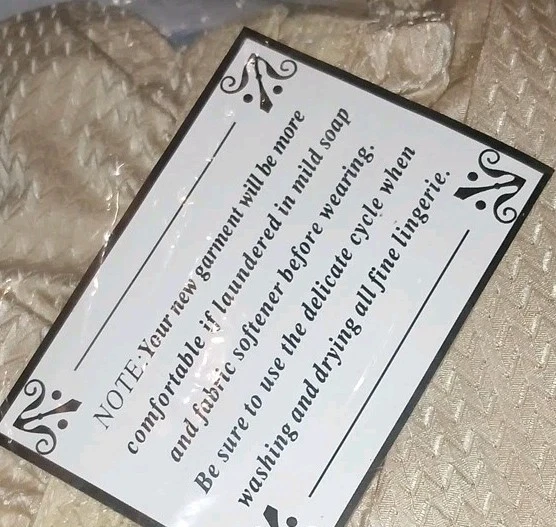 NOTE:Your new garment will be more
comfortable if laundered in mild soap
and fabric softener before wearing.
Be sure to use the delicate cycle when
washing and drying all fine lingerie.